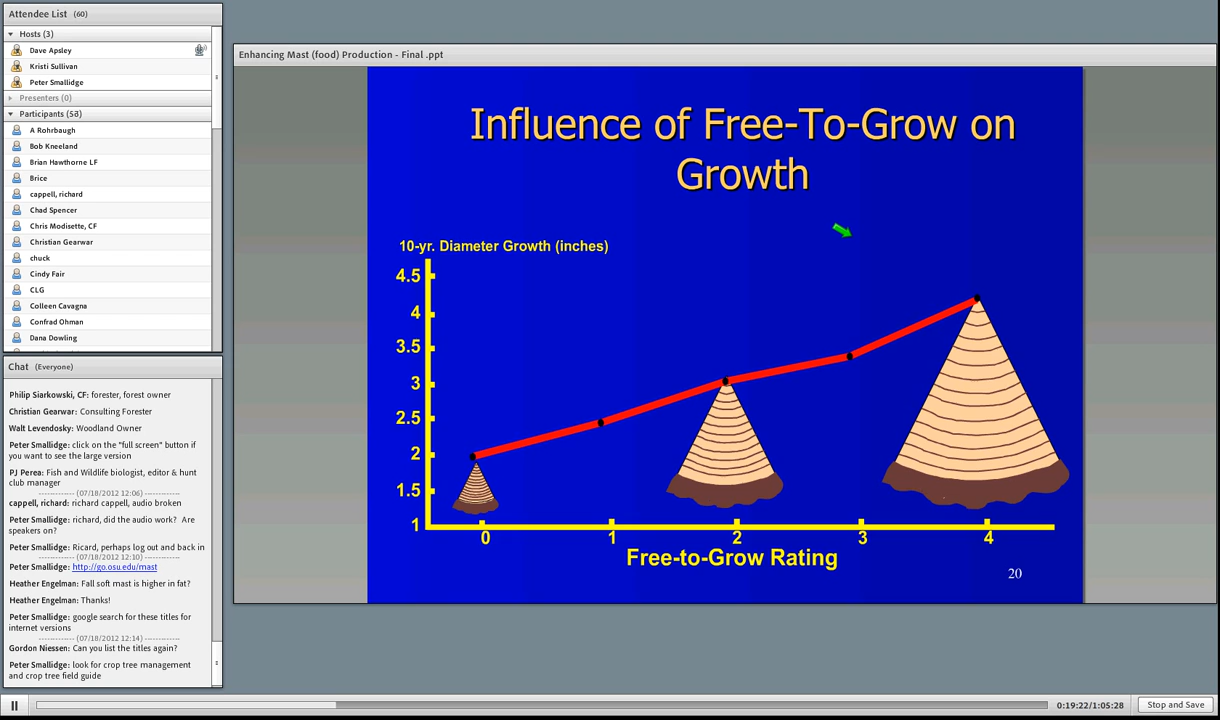 Attendee List (60)
Hosts (3)
Dave Apsley
Kristi Sullivan
Peter Smallidge
Presenters (0)
Participants (58)
A Rohrbaugh
Bob Kneeland
Brian Hawthorne LF
Brice
cappell, richard
Chad Spencer
Chris Modisette, CF
Christian Gearwar
chuck
Cindy Fair
CLG
Colleen Cavagna
Confrad Ohman
Dana Dowling
Chat (Everyone)
Philip Siarkowski, CF: forester, forest owner
Christian Gearwar: Consulting Forester
Walt Levendosky: Woodland Owner
Peter Smallidge: click on the "full screen" button if
you want to see the large version
PJ Perea: Fish and Wildlife biologist, editor & hunt
club manager
(07/18/2012 12:06)
cappell, richard: richard cappell, audio broken
Peter Smallidge: richard, did the audio work? Are
speakers on?
Peter Smallidge: Ricard, perhaps log out and back in
(07/18/2012 12:10)
Peter Smallidge: http://go.osu.edu/mast
Heather Engelman: Fall soft mast is higher in fat?
Heather Engelman: Thanks!
Peter Smallidge: google search for these titles for
internet versions
(07/18/2012 12:14)
Gordon Niessen: Can you list the titles again?
Peter Smallidge: look for crop tree management
and crop tree field guide
Enhancing Mast (food) Production - Final .ppt
Influence of Free-To-Grow on
Growth
10-yr. Diameter Growth (inches)
4.5
4
3.5
3
2.5
2
1.5
1
0 1 2 3 4
Free-to-Grow Rating
20
0:19:22/1:05:28
Stop and Save